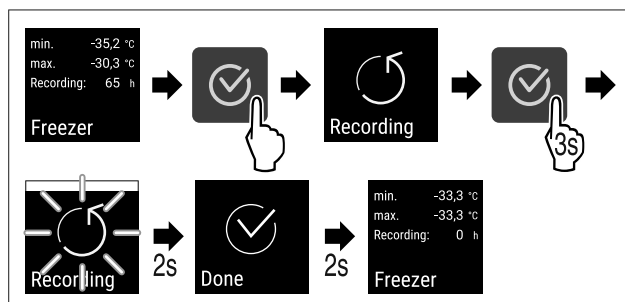 min. -35,2 °C
max. -30,3 °C
Recording: 65 h
Freezer
Recording
3s
Recording
2s
Done
2s
min. -33,3 °C
max. -33,3 °C
Recording: 0 h
Freezer